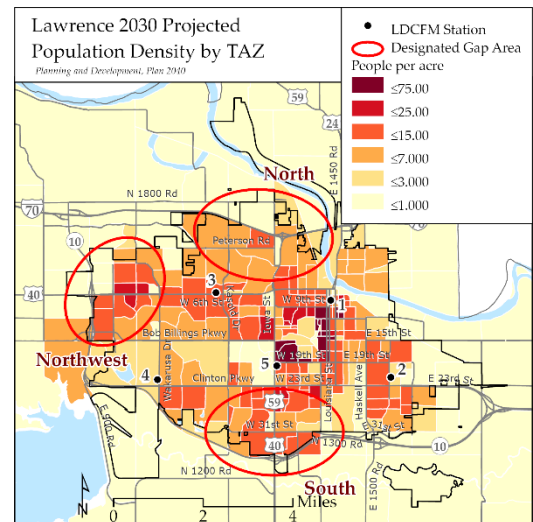 Lawrence 2030 Projected
Population Density by TAZ
Planning and Development, Plan 2040
LDCFM Station
Designated Gap Area
People per acre
≤75.00
≤25.00
≤15.00
≤7.000
≤3.000
≤1.000
59
24
E 1450 Rd
North
N 1800 Rd
70
10
Peterson Rd
3
40
W 6th St
Kasold Dr
Iowa St
W 9th St
1
Bob Billings Pkwy
E 15th St
Northwest
W 19th St
E 19th St
5
Wakarusa Dr
4
Clinton Pkwy
W 23rd St
Louisiana St
Haskell Ave
2
E 23rd St
59
E 900 Rd
W 31st St
E 31st St
N 1300 Rd
40
10
N 1200 Rd
South
E 1500 Rd
Miles
0
2
4